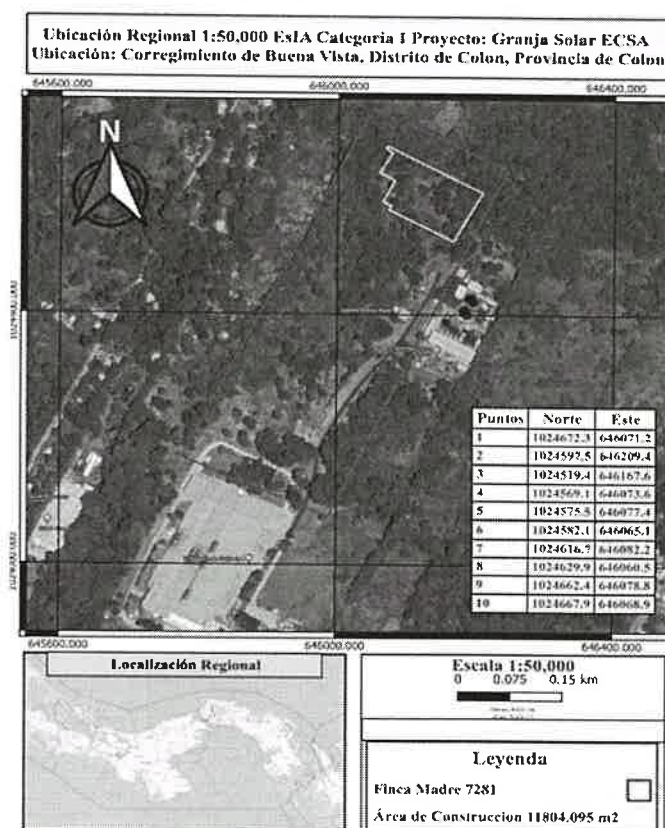 Ubicación Regional 1:50,000 EsIA Categoria I Proyecto: Granja Solar ECSA
Ubicación: Corregimiento de Buena Vista, Distrito de Colon, Provincia de Colon
645600.000 646000.000 646400.000
N
1024400.000
1024000.000
Puntos Norte Este
1 1024672.3 646071.2
2 1024597.5 646209.4
3 1024519.4 646167.6
4 1024569.1 646073.6
5 1024575.5 646077.4
6 1024582.1 646065.1
7 1024616.7 646082.2
8 1024629.9 646060.5
9 1024662.4 646078.8
10 1024667.9 646068.9
645600.000 646000.000 646400.000
Localización Regional
Escala 1:50,000
0 0.075 0.15 km
Leyenda
Finca Madre 7281
Área de Construccion 11804.095 m2